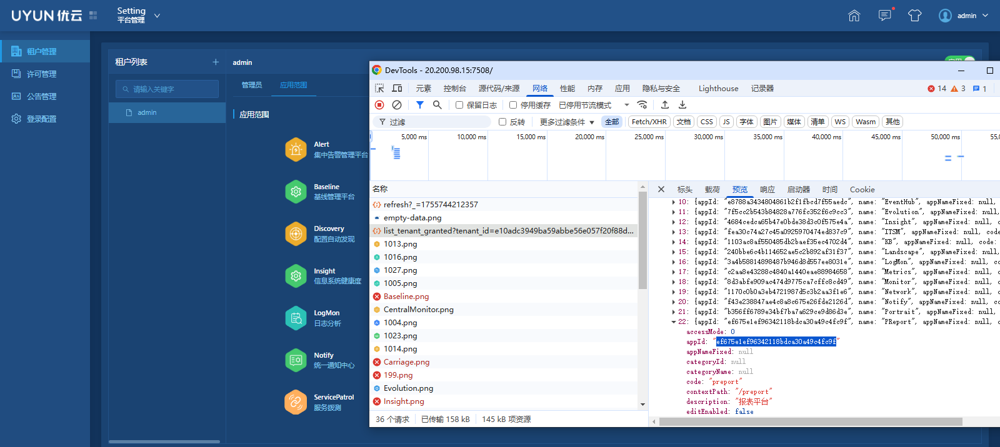 UYUN 优云
Setting
平台管理
admin
租户管理
许可管理
公告管理
登录配置
租户列表
请输入关键字
admin
admin
管理员
应用范围
应用范围
Alert
集中告警管理平台
Baseline
基线管理平台
Discovery
配置自动发现
Insight
信息系统健康度
LogMon
日志分析
Notify
统一通知中心
ServicePatrol
服务拨测
DevTools - 20.200.98.15:7508/
元素 控制台 源代码/来源 网络 性能 内存 应用 隐私与安全 Lighthouse 记录器
14 3 1
保留日志 停用缓存 已停用节流模式
过滤 反转 更多过滤条件 全部 Fetch/XHR 文档 CSS JS 字体 图片 媒体 清单 WS Wasm 其他
5,000 ms 10,000 ms 15,000 ms 20,000 ms 25,000 ms 30,000 ms 35,000 ms 40,000 ms 45,000 ms 50,000 ms 55,
名称
refresh?_=1755744212357
empty-data.png
list_tenant_granted?tenant_id=e10adc3949ba59abbe56e057f20f88d...
1013.png
1016.png
1027.png
1005.png
Baseline.png
CentralMonitor.png
1004.png
1023.png
1014.png
Carriage.png
199.png
Evolution.png
Insight.png
36 个请求 已传输 158 kB 145 kB 项资源
标头 载荷 预览 响应 启动器 时间 Cookie
10: {appId: "e8788a3434804861b2f1fbcd7f55aedc", name: "EventHub", appNameFixed: null,
11: {appId: "7f5cc2b543b84828a776fc352f6c9cc3", name: "Evolution", appNameFixed: null,
12: {appId: "4684cedca65b47e0bde38d3c0f575e4a", name: "Insight", appNameFixed: null, c
13: {appId: "fea30c74a27c45a0925970474ed837c9", name: "ITSM", appNameFixed: null, code
14: {appId: "1103ac8af550485db2baef35ec4702d4", name: "KB", appNameFixed: null, code:
15: {appId: "240bbe6c4b114652ae5c2b892af31f37", name: "Landscape", appNameFixed: null,
16: {appId: "3a4b58814898487b946d8d557ee8031e", name: "LogMon", appNameFixed: null, co
17: {appId: "c2aa8e43288c4840a1440eae88984658", name: "Metrics", appNameFixed: null, c
18: {appId: "8d3abfe909ac474d9775ca7cffc8cd49", name: "Monitor", appNameFixed: null, c
19: {appId: "1170c0b0a3eb4721987d5c3b2aa3f1e6", name: "Network", appNameFixed: null, c
20: {appId: "f43e238847ae4c8a8c675e26fde2126d", name: "Notify", appNameFixed: null, co
21: {appId: "b356ff6789e34bf7ba7a629ce9d86d3e", name: "Portrait", appNameFixed: null,
22: {appId: "ef675e1ef96342118bdca30a49c4fc9f", name: "PReport", appNameFixed: null, c
accessMode: 0
appId: "ef675e1ef96342118bdca30a49c4fc9f"
appNameFixed: null
categoryId: null
categoryName: null
code: "preport"
contextPath: "/preport"
description: "报表平台"
editEnabled: false